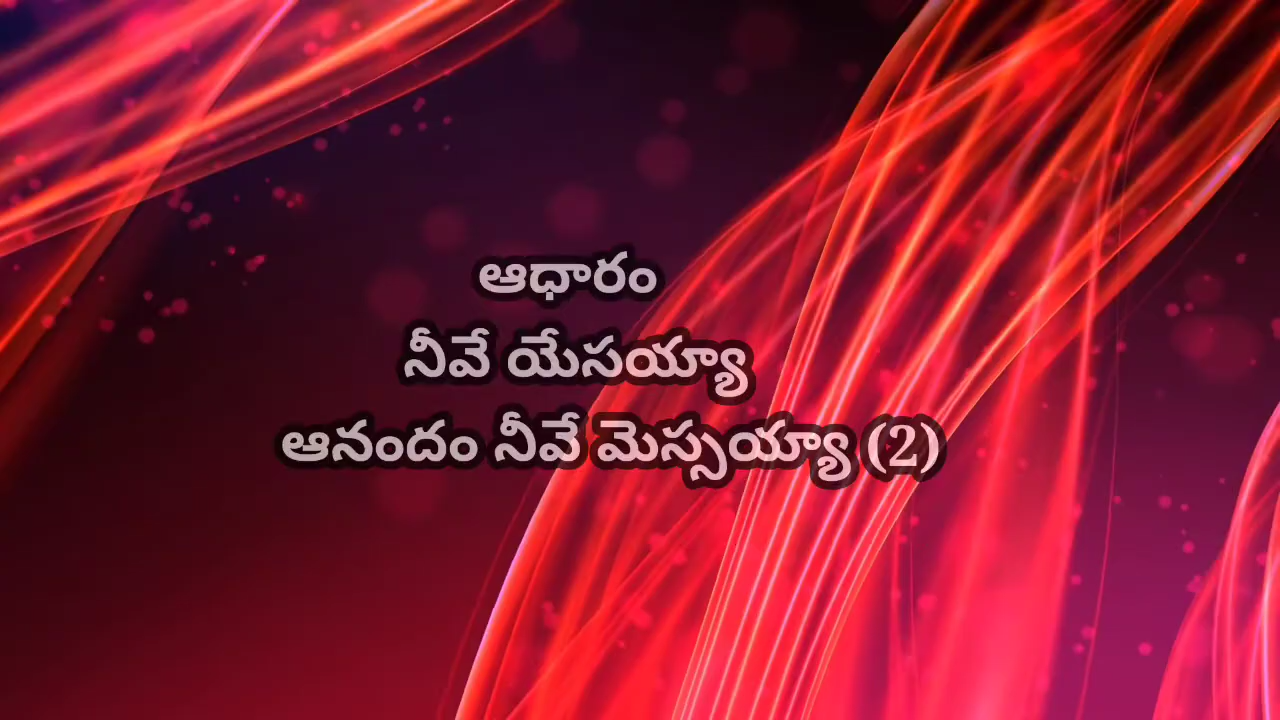 ఆధారం
నీవే యేసయ్యా
ఆనందం నీవే మెస్సయ్యా (2)